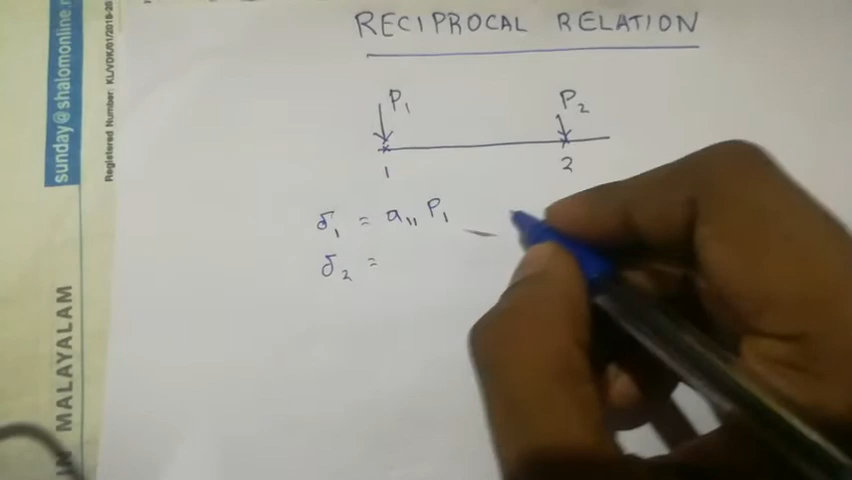 RECIPROCAL RELATION
P₁ P₂
1 2
δ₁ = a₁₁ P₁
δ₂ =
sunday@shalomonline.n
Registered Number: KL/VDK/01/2018-20
IN MALAYALAM